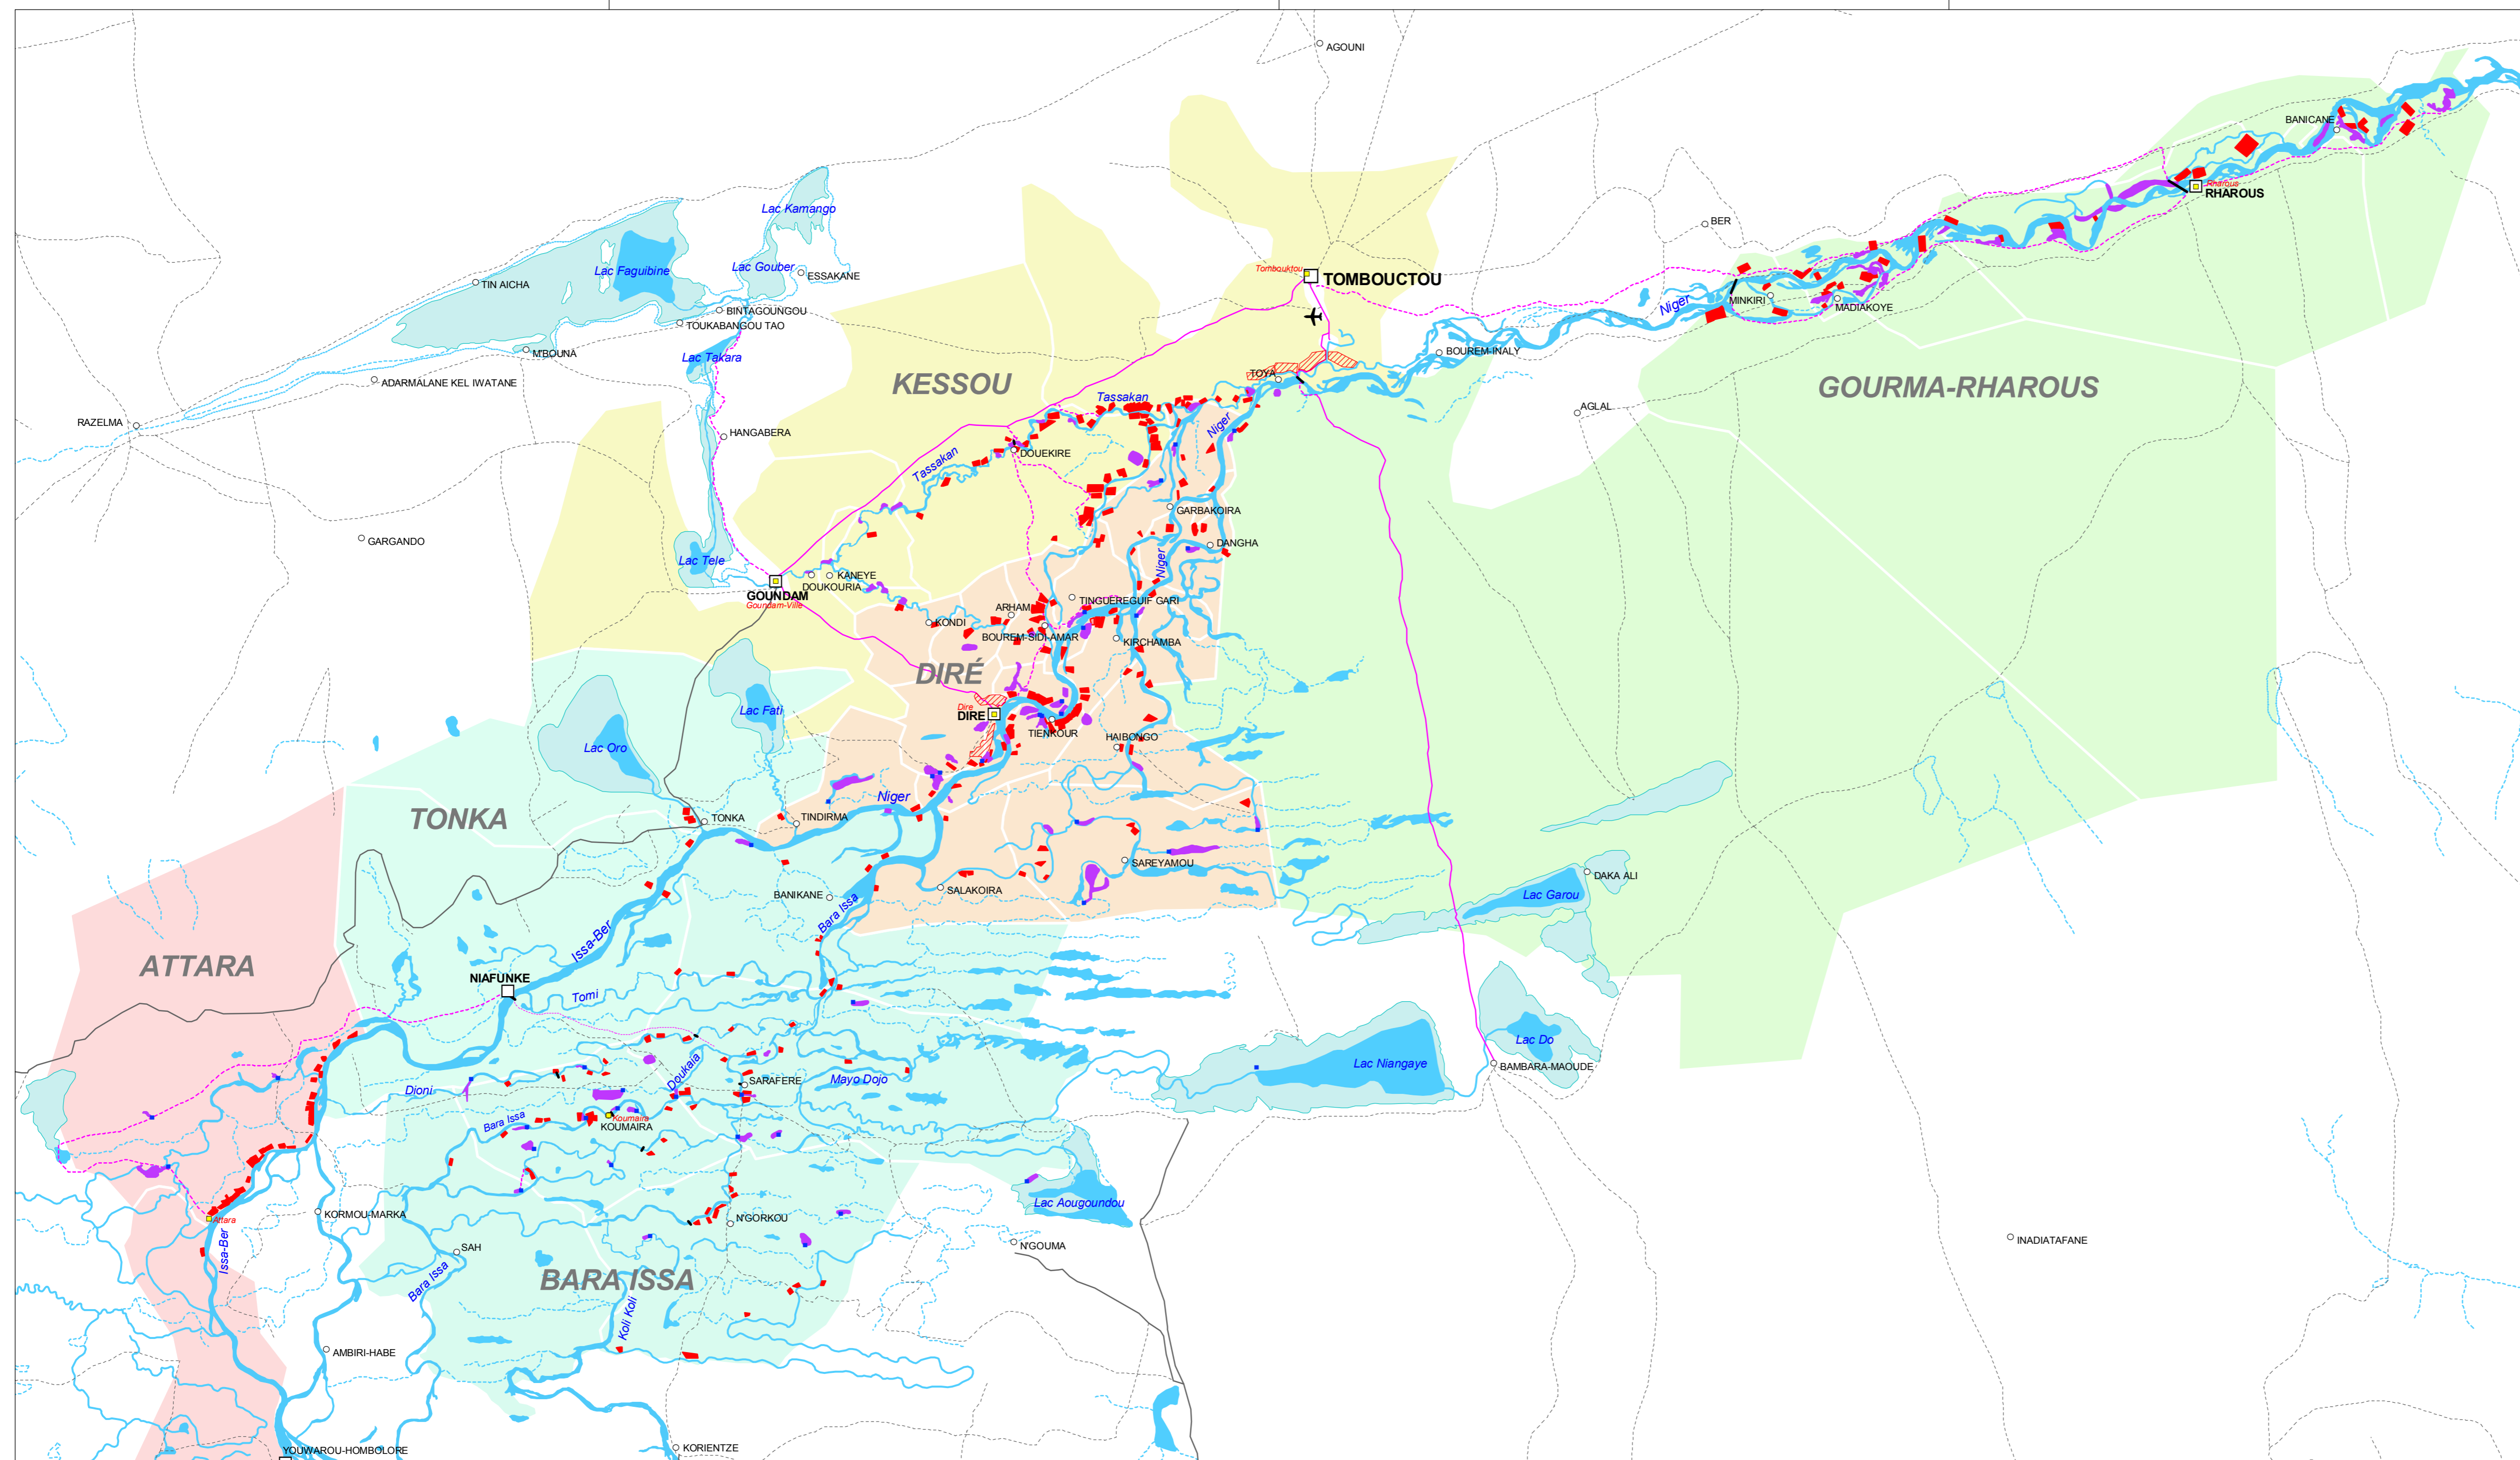 AGOUNI
BANICANE
Rharous
RHAROUS
Lac Kamango
BER
Lac Faguibine
Lac Gouber
ESSAKANE
TIN AICHA
Tombouktou
TOMBOUCTOU
Niger
MINKIRI
MADIAKOYE
BINTAGOUNGOU
TOUKABANGOU TAO
M'BOUNA
Lac Takara
BOUREM-INALY
TOYA
ADARMALANE KEL IWATANE
KESSOU
GOURMA-RHAROUS
Tassakan
AGLAL
RAZELMA
HANGABERA
Niger
DOUEKIRE
Tassakan
GARBAKOIRA
GARGANDO
DANGHA
Niger
Lac Tele
KANEYE
DOUKOURIA
GOUNDAM
Goundam-Ville
ARHAM
TINGUEREGUIF GARI
KONDI
BOUREM-SIDI-AMAR
KIRCHAMBA
DIRÉ
Dire
DIRE
Lac Fati
TIENKOUR
HAIBONGO
Lac Oro
Niger
TONKA
TONKA
TINDIRMA
SAREYAMOU
DAKA ALI
BANIKANE
SALAKOIRA
Lac Garou
Bara Issa
Issa-Ber
ATTARA
NIAFUNKE
Tomi
Lac Do
Lac Niangaye
BAMBARA-MAOUDE
Doukaia
SARAFERE
Mayo Dojo
Dioni
Koumaira
KOUMAIRA
Bara Issa
Lac Aougoundou
KORMOU-MARKA
Attara
N'GORKOU
Issa-Ber
SAH
N'GOUMA
INADIATAFANE
Bara Issa
BARA ISSA
Koli Koli
AMBIRI-HABE
KORIENTZE
YOUWAROU-HOMBOLORE